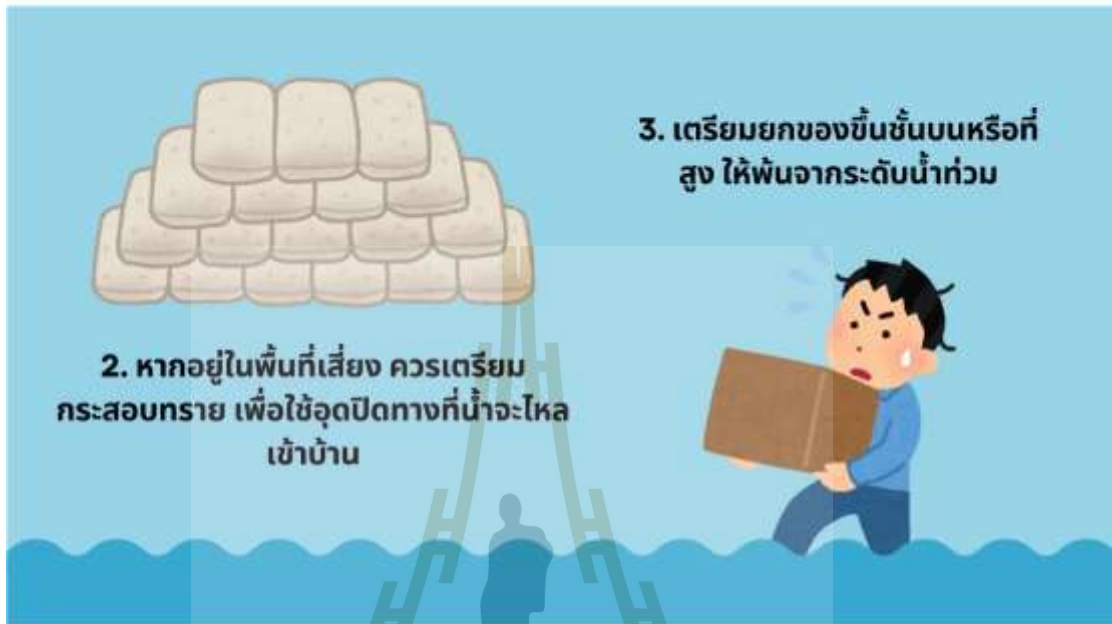 2. หากอยู่ในพื้นที่เสี่ยง ควรเตรียม
กระสอบทราย เพื่อใช้อุดปิดทางที่น้ำจะไหล
เข้าบ้าน
3. เตรียมยกของขึ้นชั้นบนหรือที่
สูง ให้พ้นจากระดับน้ำท่วม